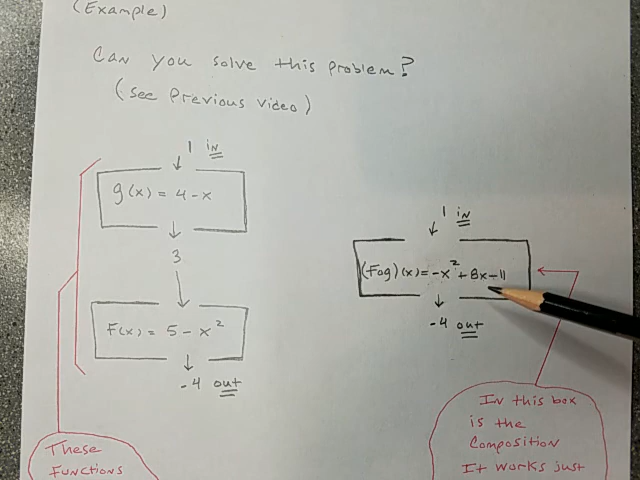 (Example)
Can you solve this problem?
(see previous video)
1 in
g(x) = 4 - x
3
F(x) = 5 - x²
-4 out
1 in
(Fog)(x) = -x² + 8x - 11
-4 out
These
Functions
In this box
is the
Composition
It works just